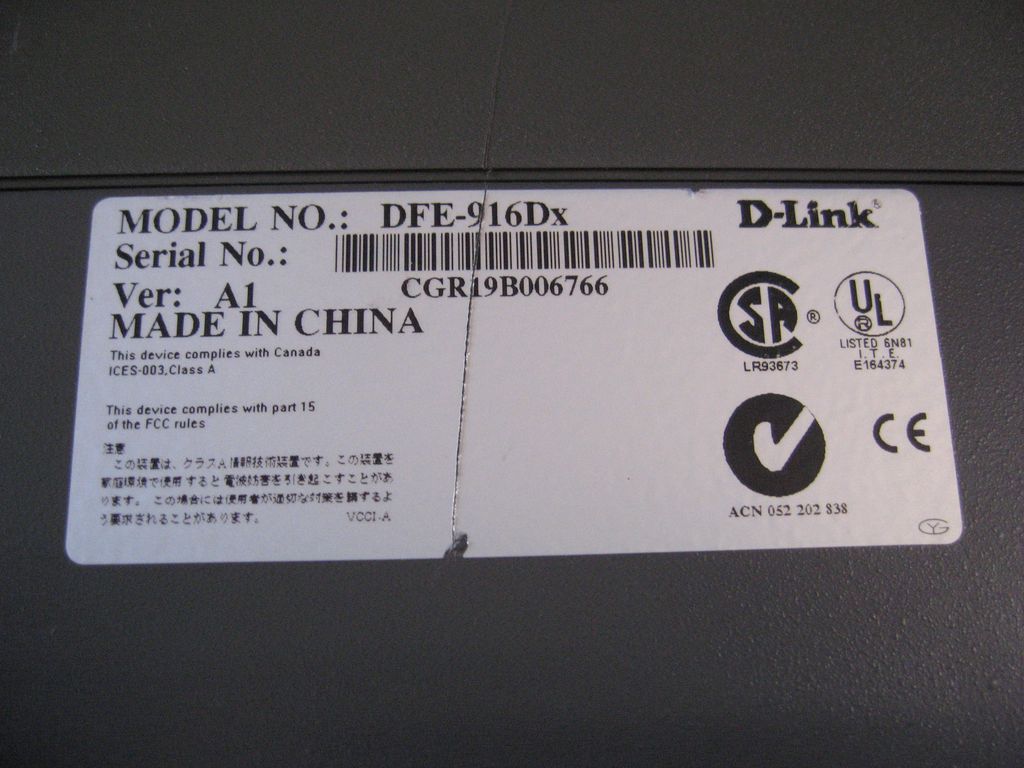 MODEL NO.: DFE-916Dx
D-Link®
Serial No.:
CGR19B006766
Ver: A1
MADE IN CHINA
This device complies with Canada
ICES-003,Class A
This device complies with part 15
of the FCC rules
注意
この装置は、クラスA情報技術装置です。この装置を
家庭環境で使用すると電波妨害を引き起こすことがあ
ります。この場合には使用者が適切な対策を講するよ
う要求されることがあります。 VCCI-A
SA ®
LR93673
UL ®
LISTED 6N81
I.T.E.
E164374
CE
ACN 052 202 838
YG